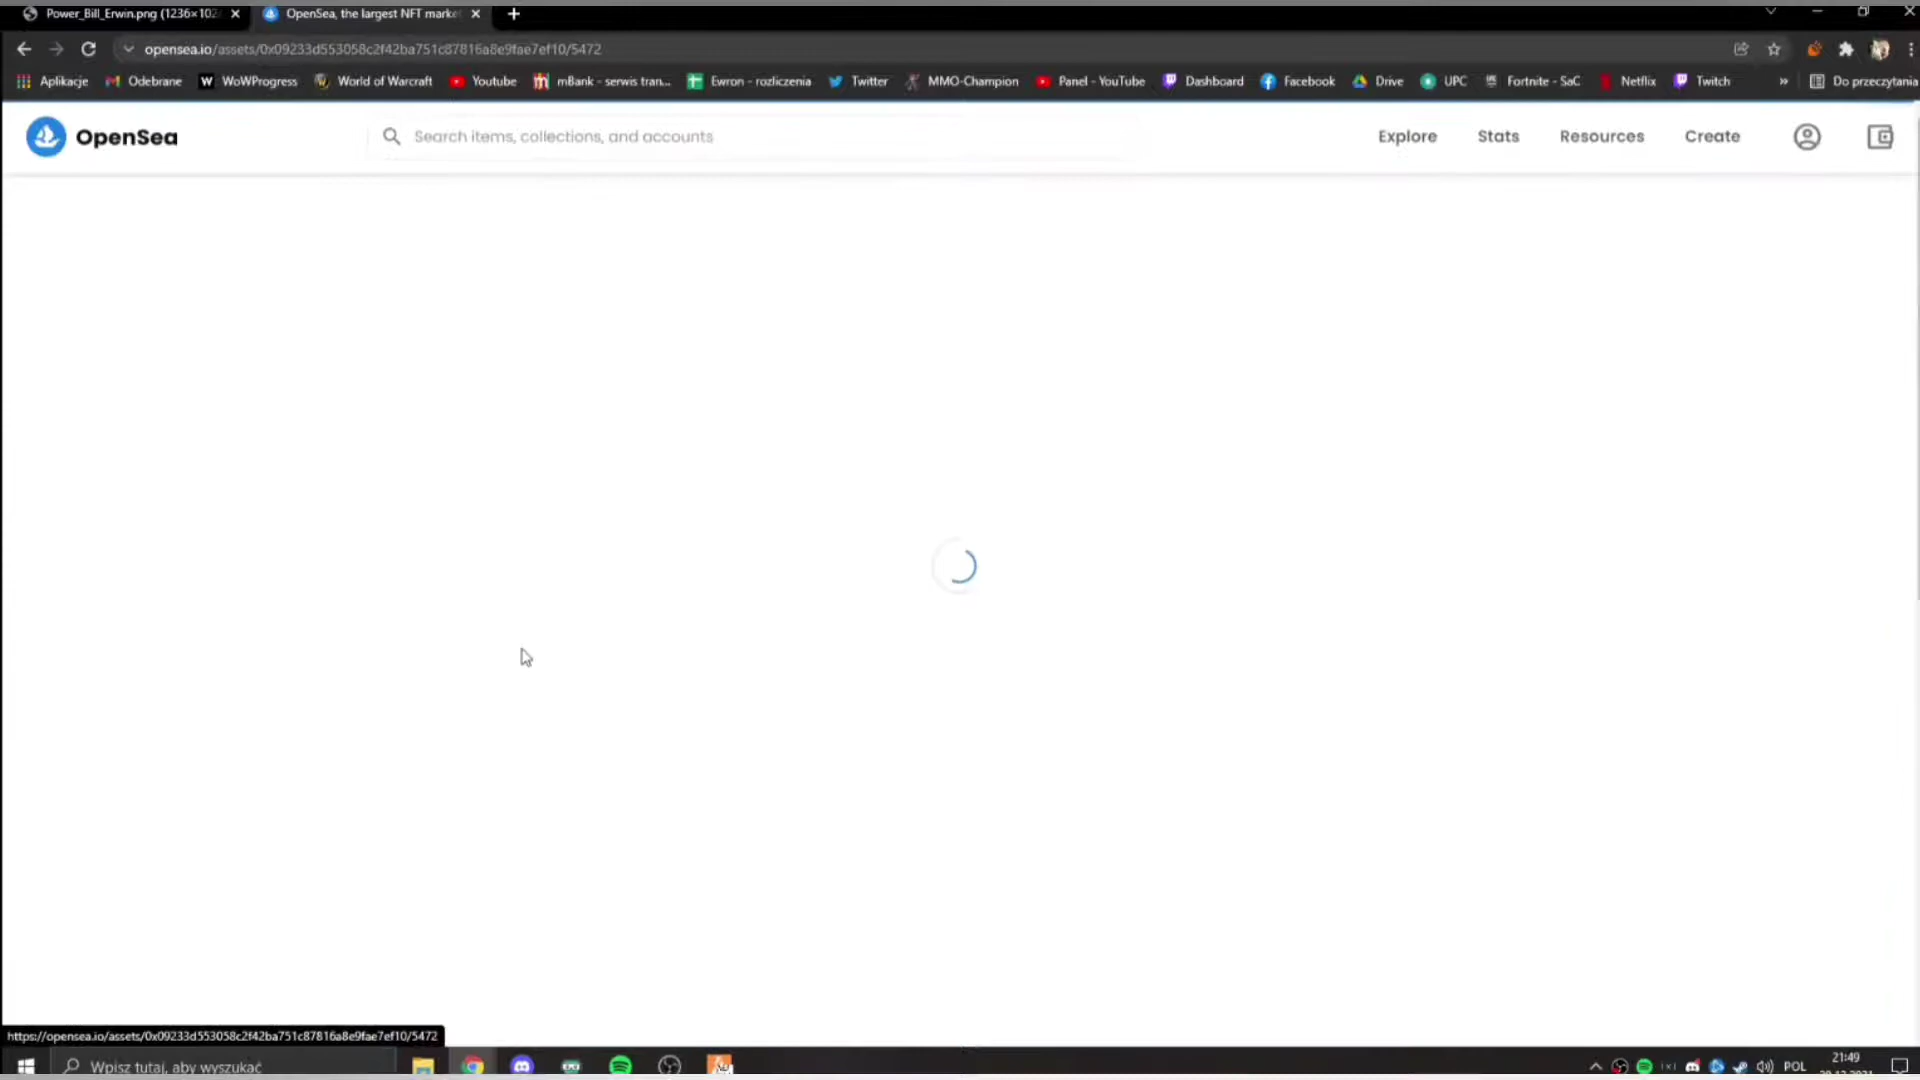 Power_Bill_Erwin.png (1236×102 OpenSea, the largest NFT market
opensea.io/assets/0x09233d553058c2f42ba751c87816a8e9fae7ef10/5472
Aplikacje Odebrane WoWProgress World of Warcraft Youtube mBank - serwis tran... Ewron - rozliczenia Twitter MMO-Champion Panel - YouTube Dashboard Facebook Drive UPC Fortnite - SaC Netflix Twitch » Do przeczytania
OpenSea Search items, collections, and accounts Explore Stats Resources Create
https://opensea.io/assets/0x09233d553058c2f42ba751c87816a8e9fae7ef10/5472
Wpisz tutaj, aby wyszukać POL 21:49